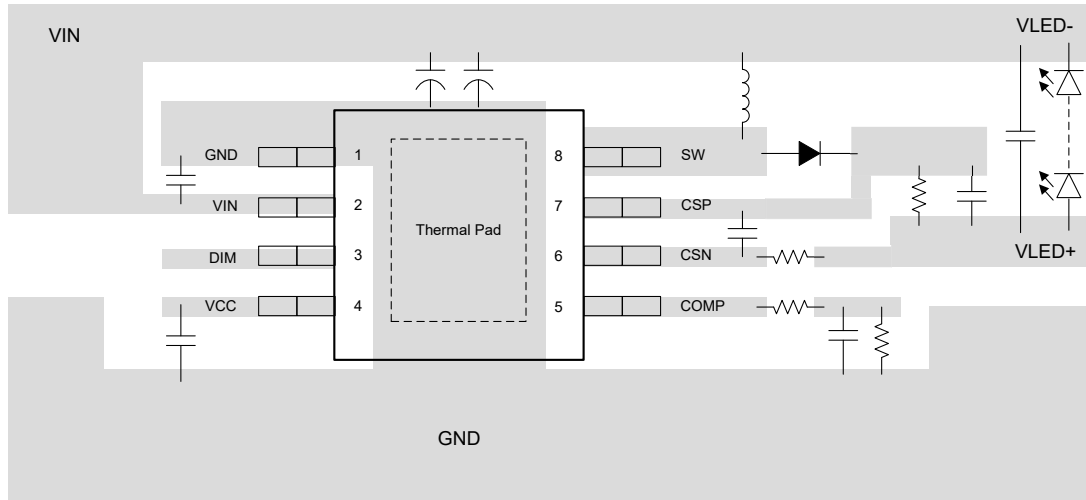 VIN
VLED-
GND 1
8 SW
VIN 2
7 CSP
Thermal Pad
DIM 3
6 CSN
VLED+
VCC 4
5 COMP
GND